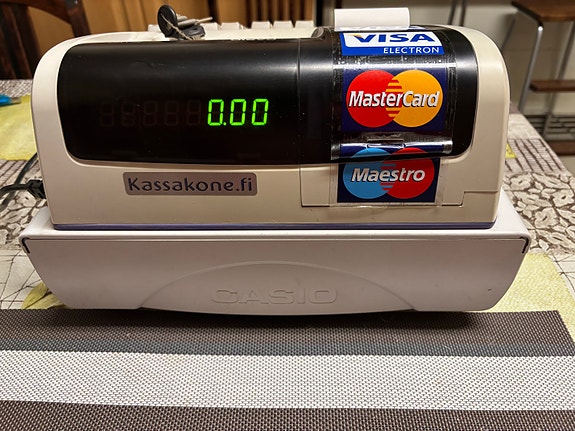 VISA
ELECTRON
0.00
MasterCard
Maestro
Kassakone.fi
CASIO